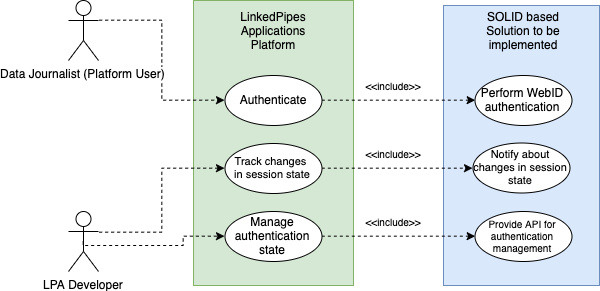 LinkedPipes
Applications
Platform
SOLID based
Solution to be
implemented
Data Journalist (Platform User)
Authenticate
<<include>>
Perform WebID
authentication
Track changes
in session state
<<include>>
Notify about
changes in session
state
Manage
authentication
state
<<include>>
Provide API for
authentication
management
LPA Developer